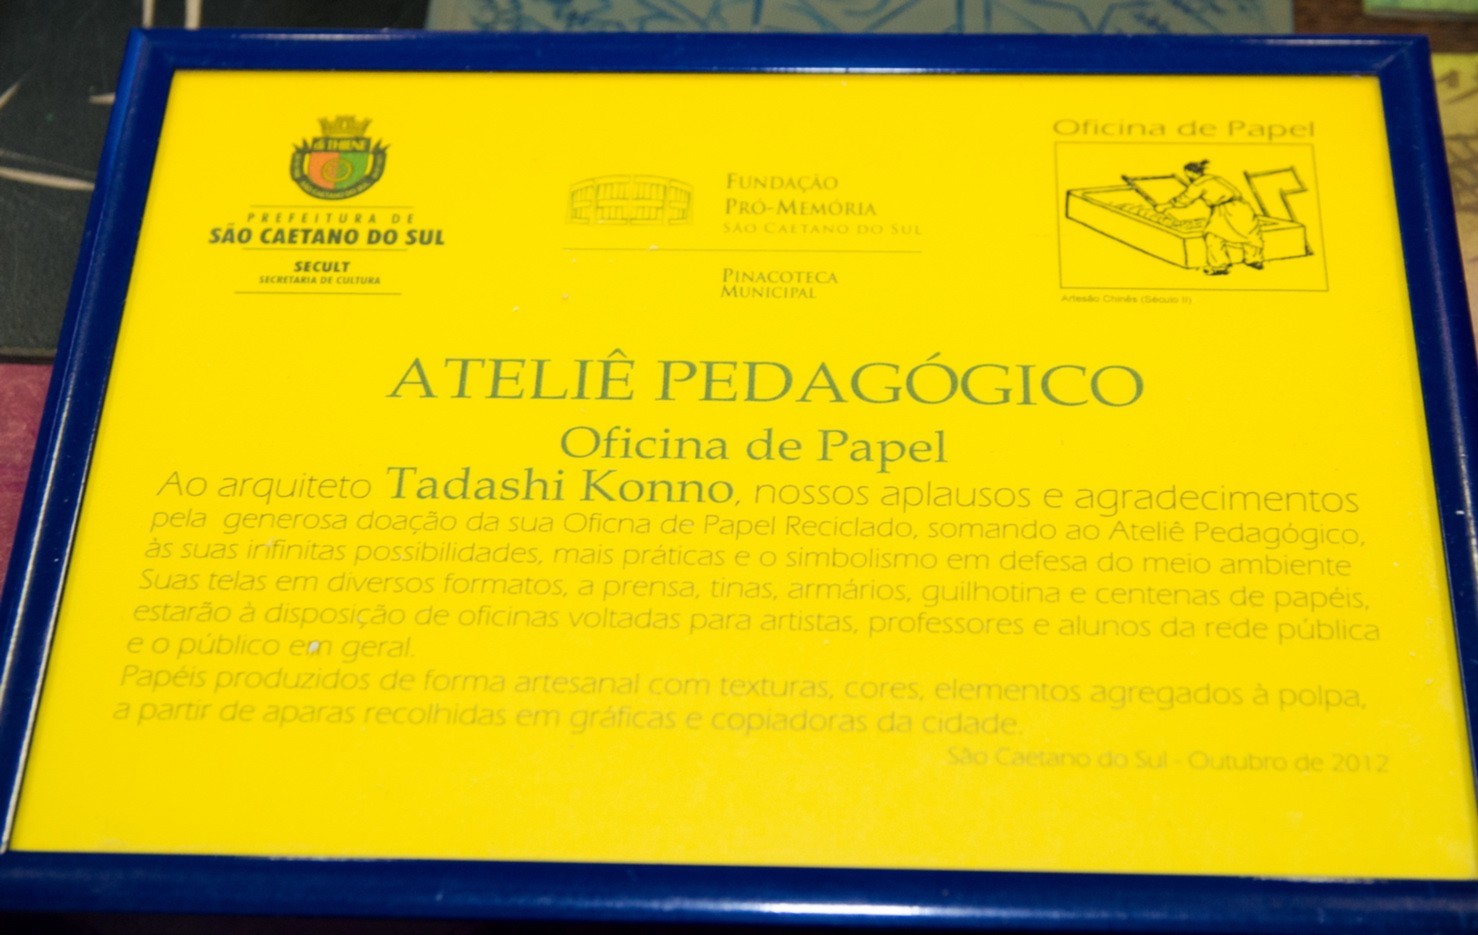 PREFEITURA DE
SÃO CAETANO DO SUL
SECULT
SECRETARIA DE CULTURA
FUNDAÇÃO
PRÓ-MEMÓRIA
SÃO CAETANO DO SUL
PINACOTECA
MUNICIPAL
Oficina de Papel
Artesão Chinês (Século II)
ATELIÊ PEDAGÓGICO
Oficina de Papel
Ao arquiteto Tadashi Konno, nossos aplausos e agradecimentos
pela generosa doação da sua Oficna de Papel Reciclado, somando ao Ateliê Pedagógico,
às suas infinitas possibilidades, mais práticas e o simbolismo em defesa do meio ambiente
Suas telas em diversos formatos, a prensa, tinas, armários, guilhotina e centenas de papéis,
estarão à disposição de oficinas voltadas para artistas, professores e alunos da rede pública
e o público em geral.
Papéis produzidos de forma artesanal com texturas, cores, elementos agregados à polpa,
a partir de aparas recolhidas em gráficas e copiadoras da cidade.
São Caetano do Sul - Outubro de 2012